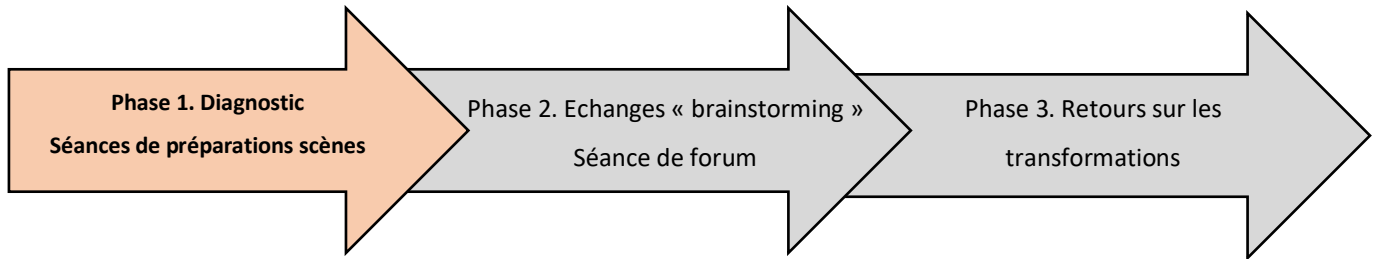 Phase 1. Diagnostic
Séances de préparations scènes
Phase 2. Echanges « brainstorming »
Séance de forum
Phase 3. Retours sur les
transformations